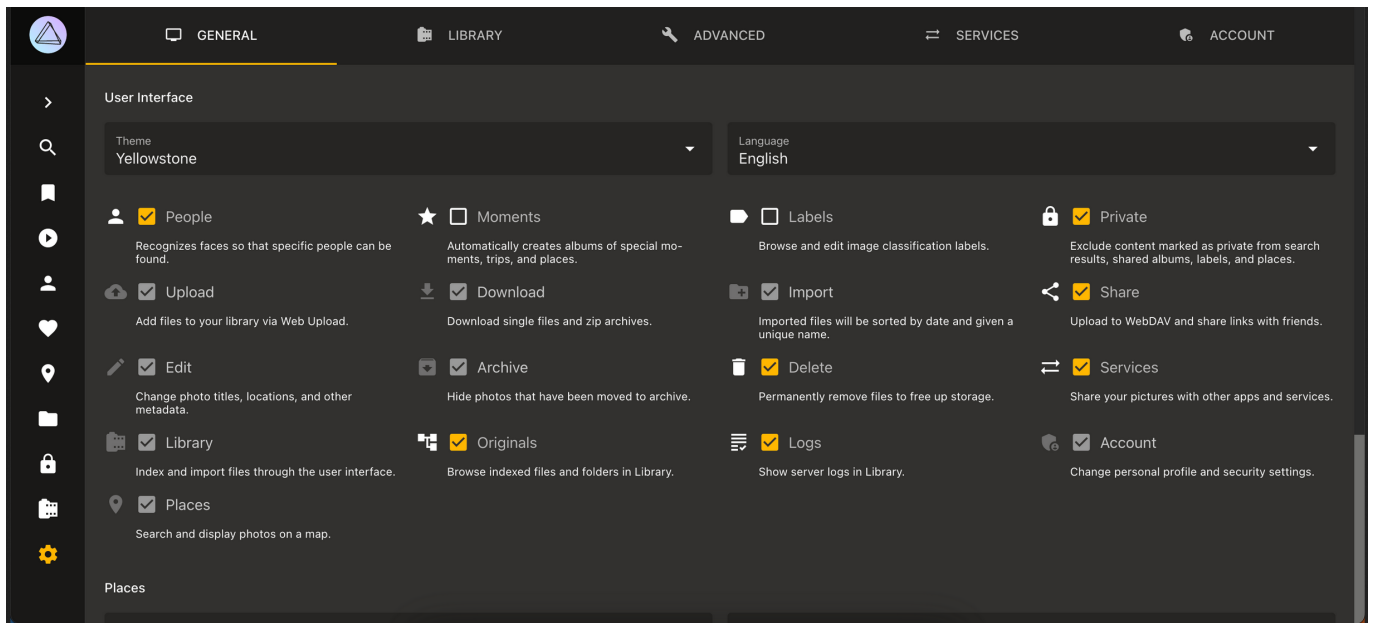 GENERAL
LIBRARY
ADVANCED
SERVICES
ACCOUNT
User Interface
Theme
Yellowstone
Language
English
People
Recognizes faces so that specific people can be
found.
Moments
Automatically creates albums of special mo-
ments, trips, and places.
Labels
Browse and edit image classification labels.
Private
Exclude content marked as private from search
results, shared albums, labels, and places.
Upload
Add files to your library via Web Upload.
Download
Download single files and zip archives.
Import
Imported files will be sorted by date and given a
unique name.
Share
Upload to WebDAV and share links with friends.
Edit
Change photo titles, locations, and other
metadata.
Archive
Hide photos that have been moved to archive.
Delete
Permanently remove files to free up storage.
Services
Share your pictures with other apps and services.
Library
Index and import files through the user interface.
Originals
Browse indexed files and folders in Library.
Logs
Show server logs in Library.
Account
Change personal profile and security settings.
Places
Search and display photos on a map.
Places